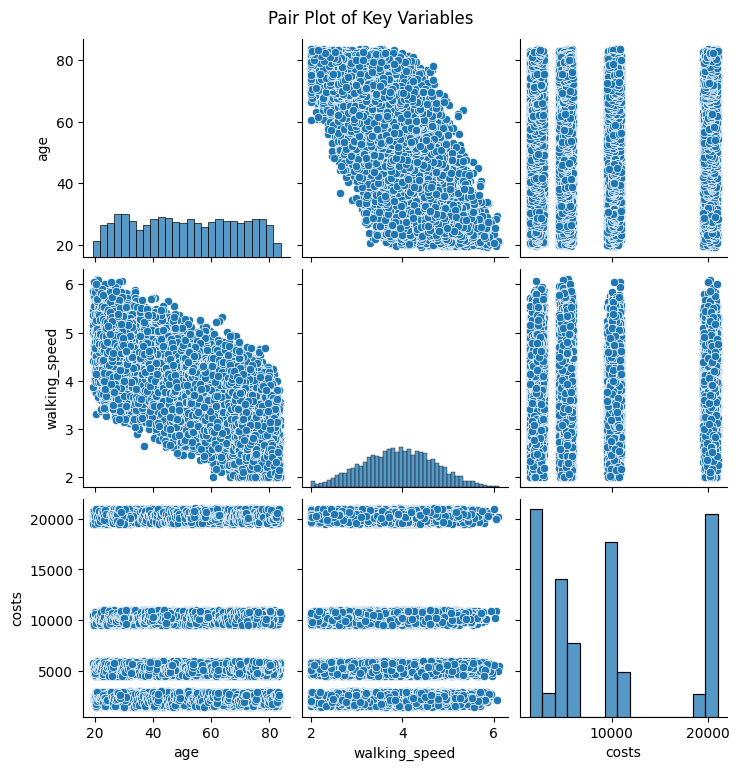 Pair Plot of Key Variables
80
60
40
20
age
6
5
4
3
2
walking_speed
20000
15000
10000
5000
costs
20 40 60 80
age
2 4 6
walking_speed
10000 20000
costs